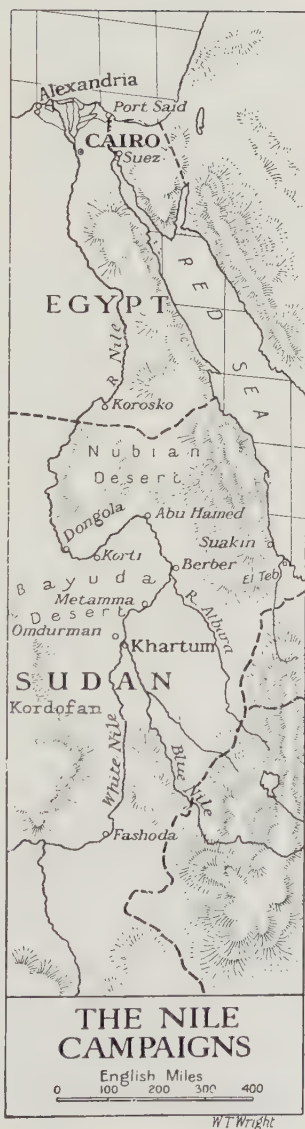 Alexandria
Port Said
CAIRO
Suez
RED
SEA
EGYPT
R. Nile
Korosko
Nubian
Desert
Dongola
Abu Hamed
Suakin
Korti
Berber
El Teb
Bayuda
Desert
Metamma
R. Atbara
Omdurman
Khartum
SUDAN
Kordofan
White Nile
Blue Nile
Fashoda
THE NILE
CAMPAIGNS
English Miles
0 100 200 300 400
W T Wright